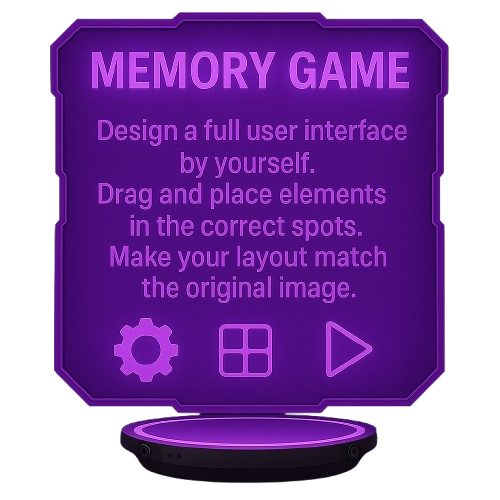 MEMORY GAME
Design a full user interface
by yourself.
Drag and place elements
in the correct spots.
Make your layout match
the original image.